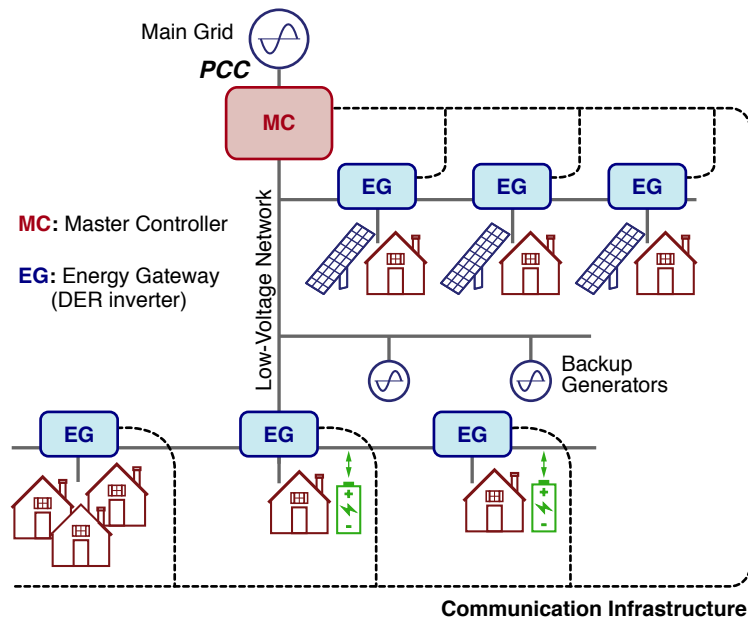 Main Grid
PCC
MC
EG
EG
EG
MC: Master Controller
EG: Energy Gateway
(DER inverter)
Low-Voltage Network
Backup
Generators
EG
EG
EG
Communication Infrastructure